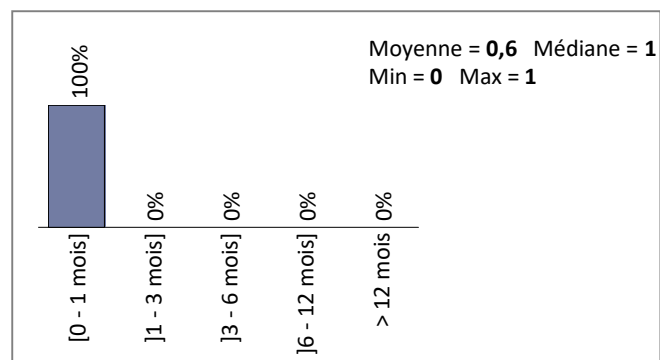 Moyenne = 0,6 Médiane = 1
Min = 0 Max = 1
100%
0%
0%
0%
0%
[0 - 1 mois]
]1 - 3 mois]
]3 - 6 mois]
]6 - 12 mois]
> 12 mois